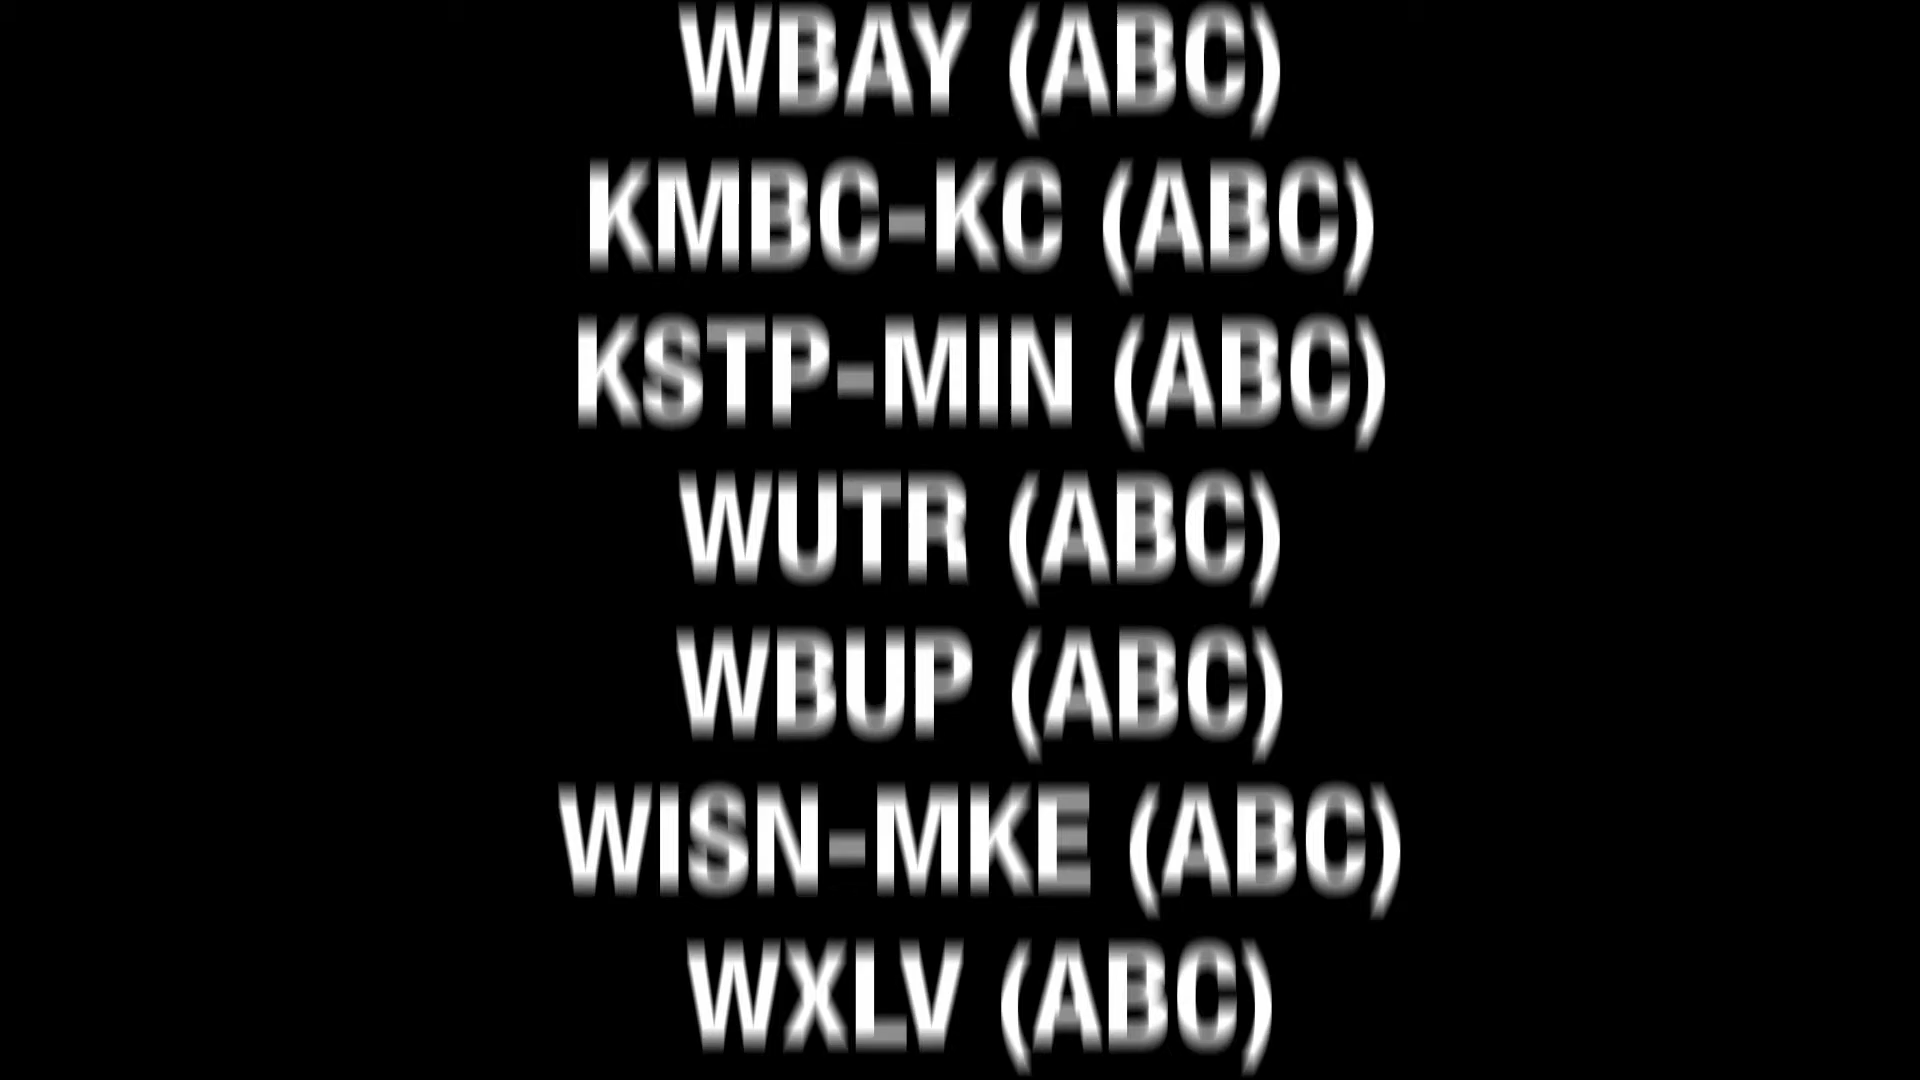 WBAY (ABC)
KMBC-KC (ABC)
KSTP-MIN (ABC)
WUTR (ABC)
WBUP (ABC)
WISN-MKE (ABC)
WXLV (ABC)